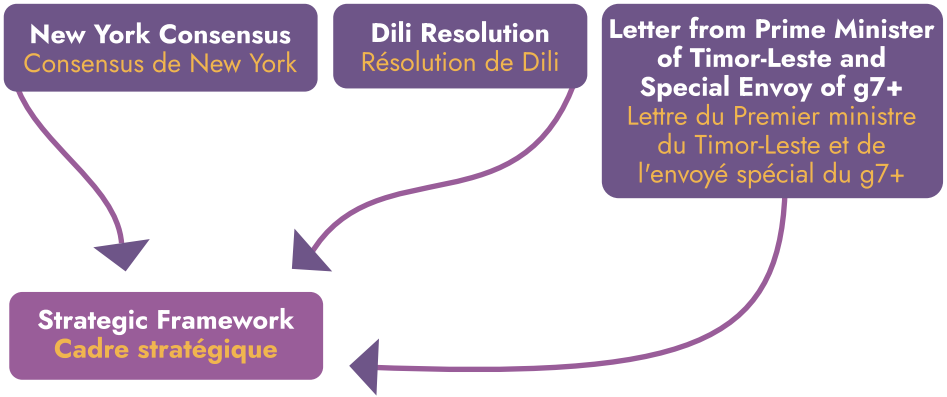 New York Consensus
Consensus de New York
Dili Resolution
Résolution de Dili
Letter from Prime Minister
of Timor-Leste and
Special Envoy of g7+
Lettre du Premier ministre
du Timor-Leste et de
l'envoyé spécial du g7+
Strategic Framework
Cadre stratégique